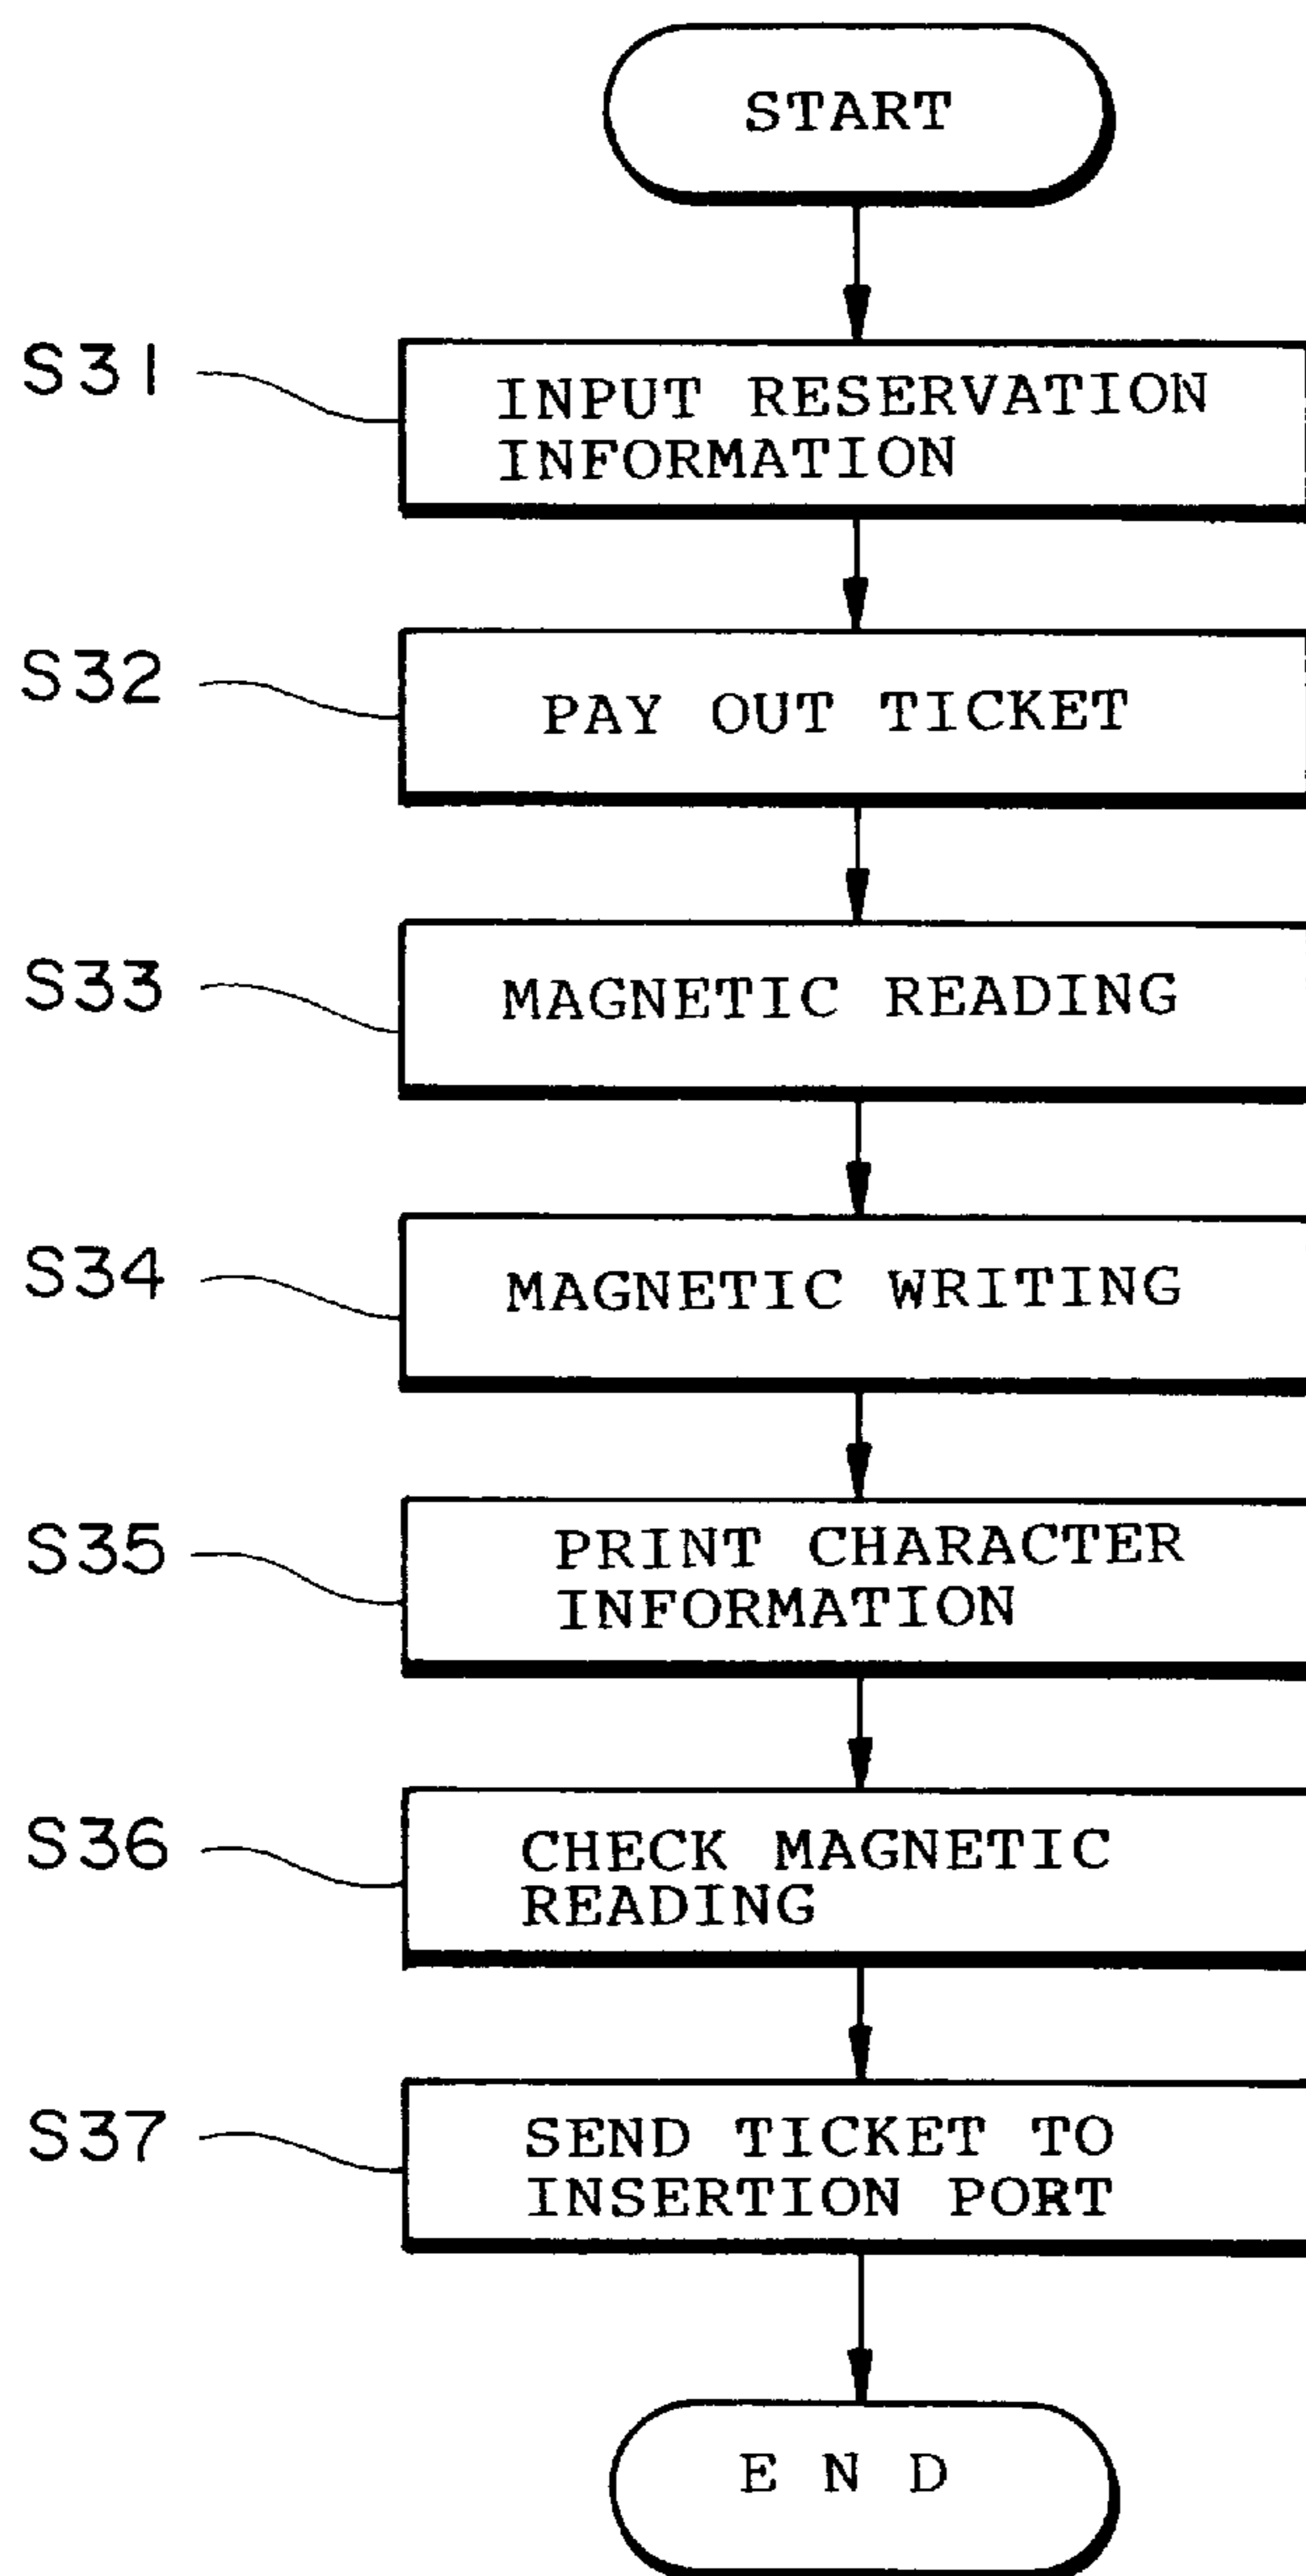 START
S31
INPUT RESERVATION
INFORMATION
S32
PAY OUT TICKET
S33
MAGNETIC READING
S34
MAGNETIC WRITING
S35
PRINT CHARACTER
INFORMATION
S36
CHECK MAGNETIC
READING
S37
SEND TICKET TO
INSERTION PORT
END